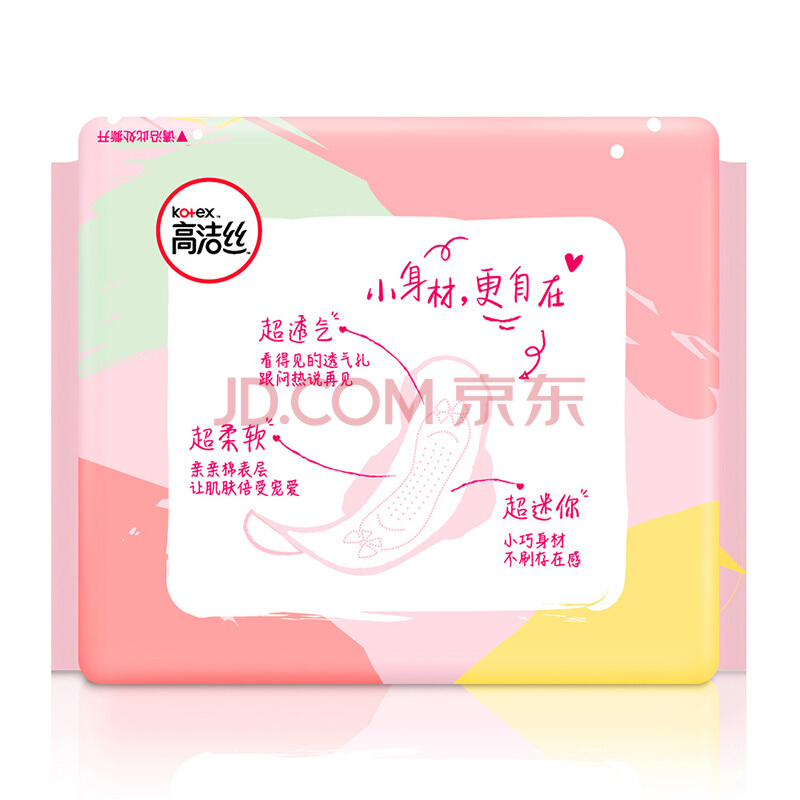 ▼请沿此处撕开
kotex™
高洁丝™
小身材,更自在
超透气
看得见的透气孔
跟闷热说再见
JD.COM 京东
超柔软
亲亲棉表层
让肌肤倍受宠爱
超迷你
小巧身材
不刷存在感